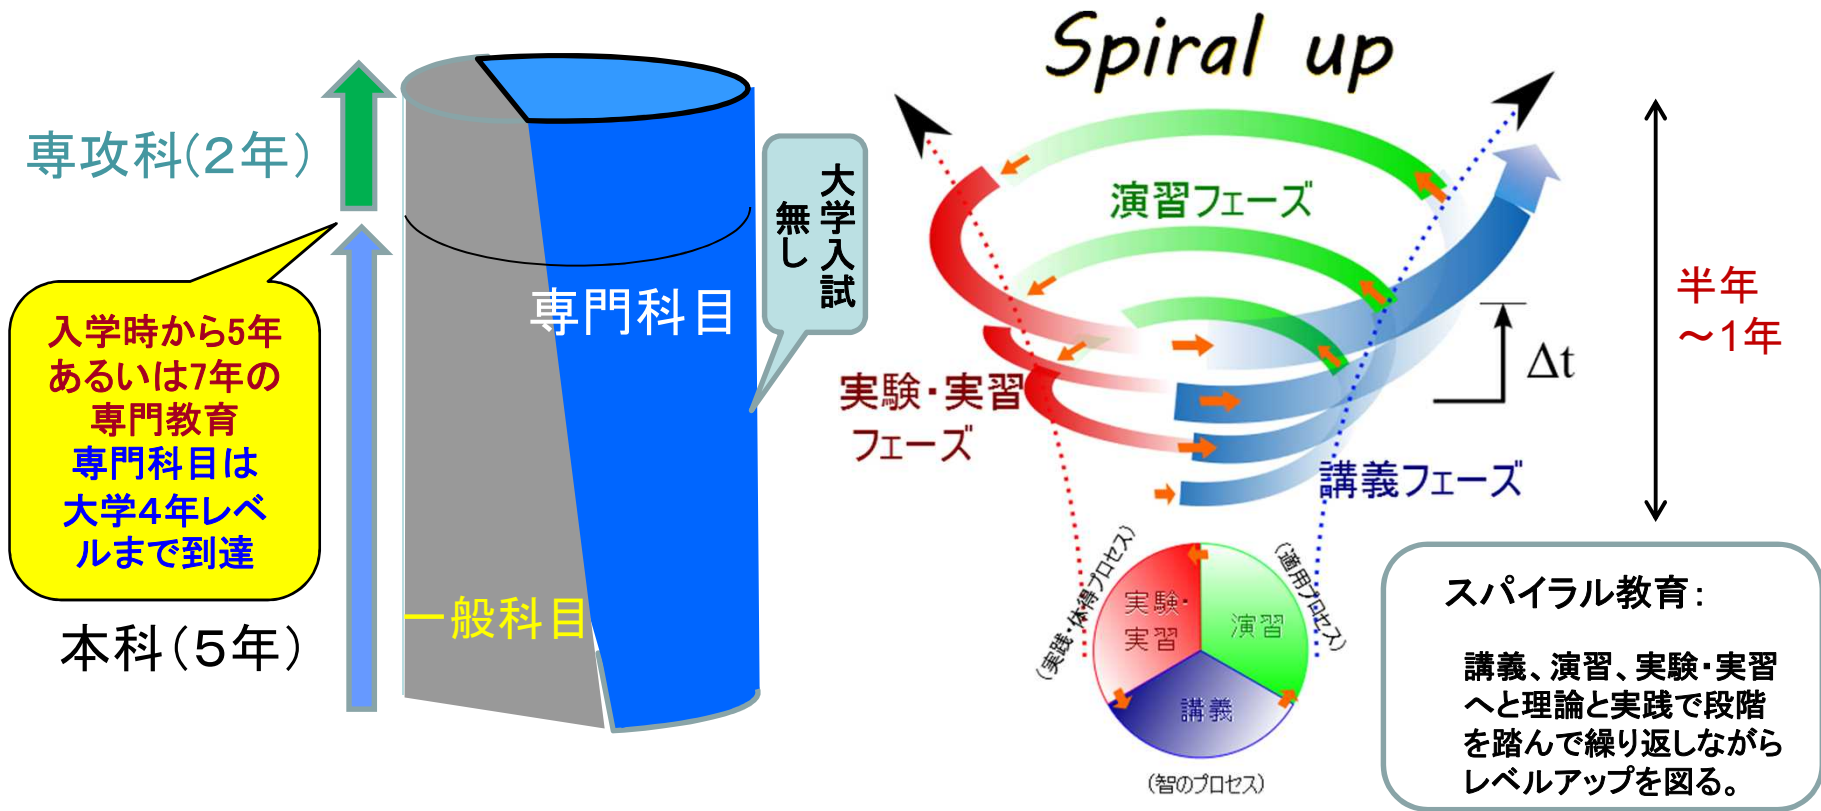 専攻科(２年)
入学時から5年
あるいは7年の
専門教育
専門科目は
大学４年レベ
ルまで到達
本科(５年)
専門科目
一般科目
大学入試
無し
Spiral up
演習フェーズ
実験・実習
フェーズ
講義フェーズ
Δt
半年
～1年
(実践・体得プロセス)
(適用プロセス)
実験・
実習
演習
講義
(智のプロセス)
スパイラル教育：
講義、演習、実験・実習
へと理論と実践で段階
を踏んで繰り返しながら
レベルアップを図る。